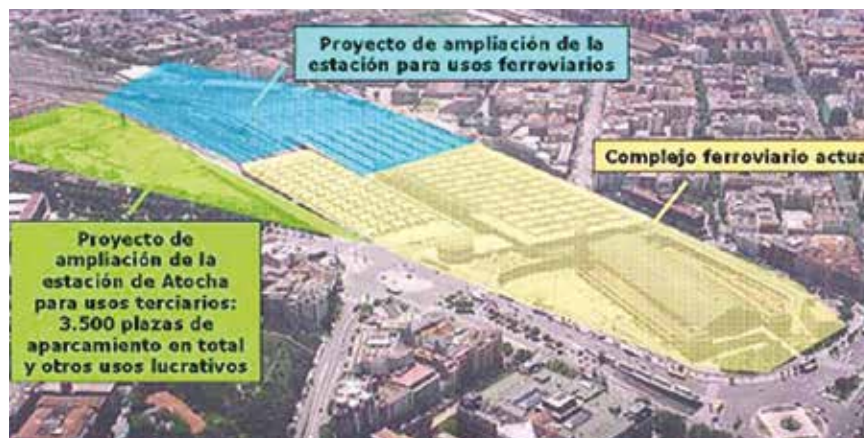 Proyecto de ampliación de la
estación para usos ferroviarios
Complejo ferroviario actua
Proyecto de
ampliación de la
estación de Atocha
para usos terciarios:
3.500 plazas de
aparcamiento en total
y otros usos lucrativos